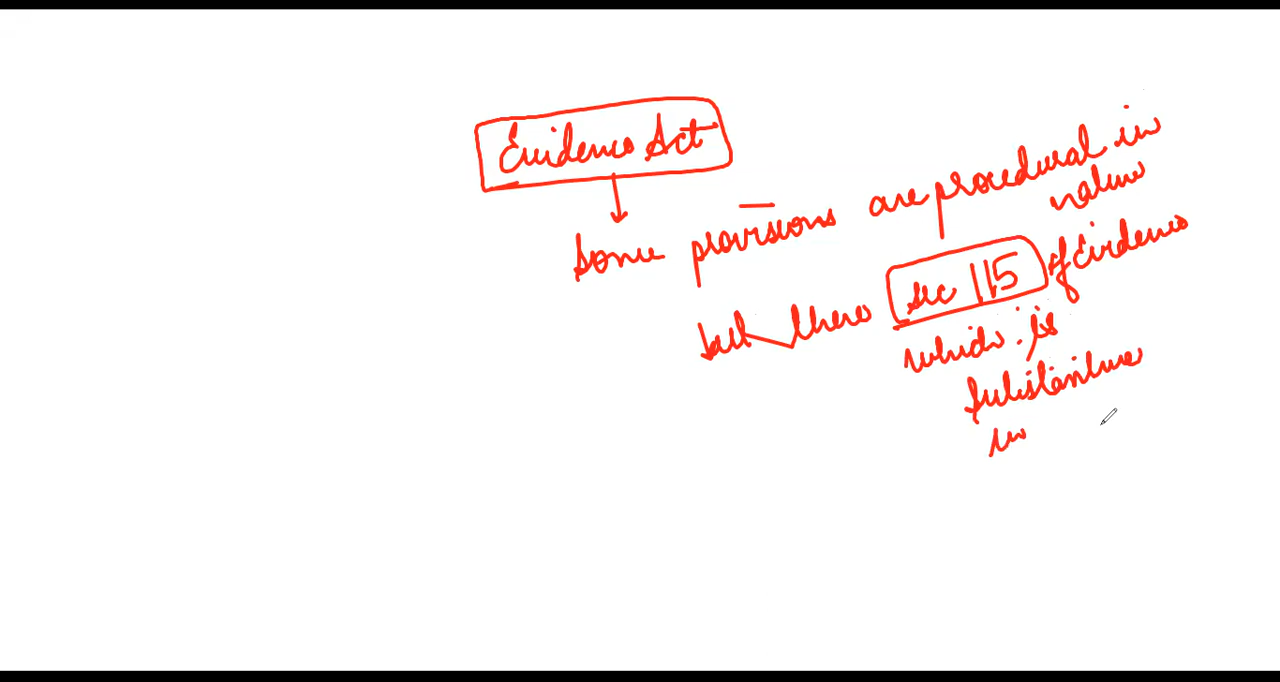 Evidence Act
Some provisions are procedural in
nature
but there sec 115 of Evidence
which is
substantive
in